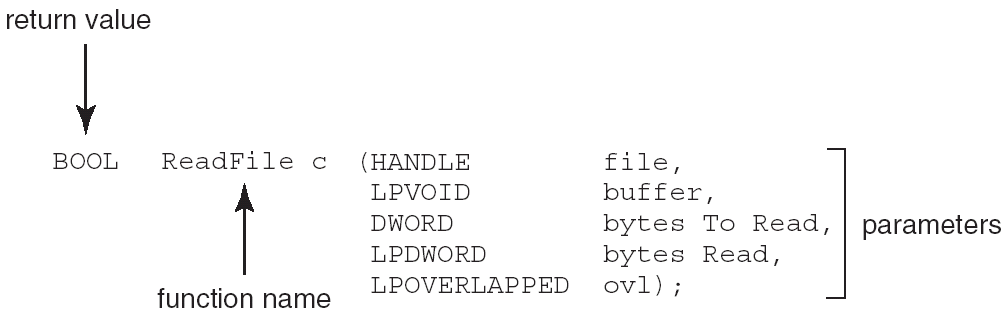 return value
BOOL ReadFile c (HANDLE file,
LPVOID buffer,
DWORD bytes To Read,
LPDWORD bytes Read,
LPOVERLAPPED ovl);
parameters
function name